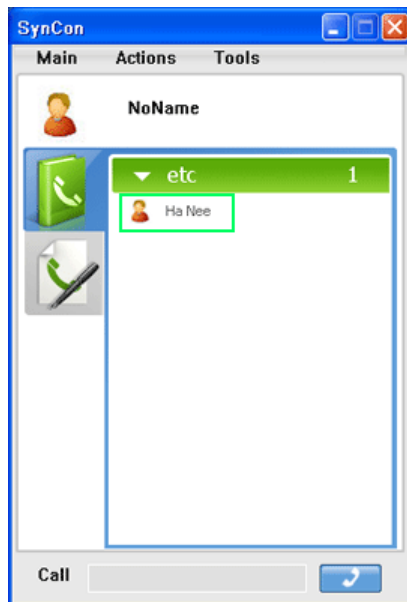 SynCon
Main Actions Tools
NoName
etc 1
Ha Nee
Call